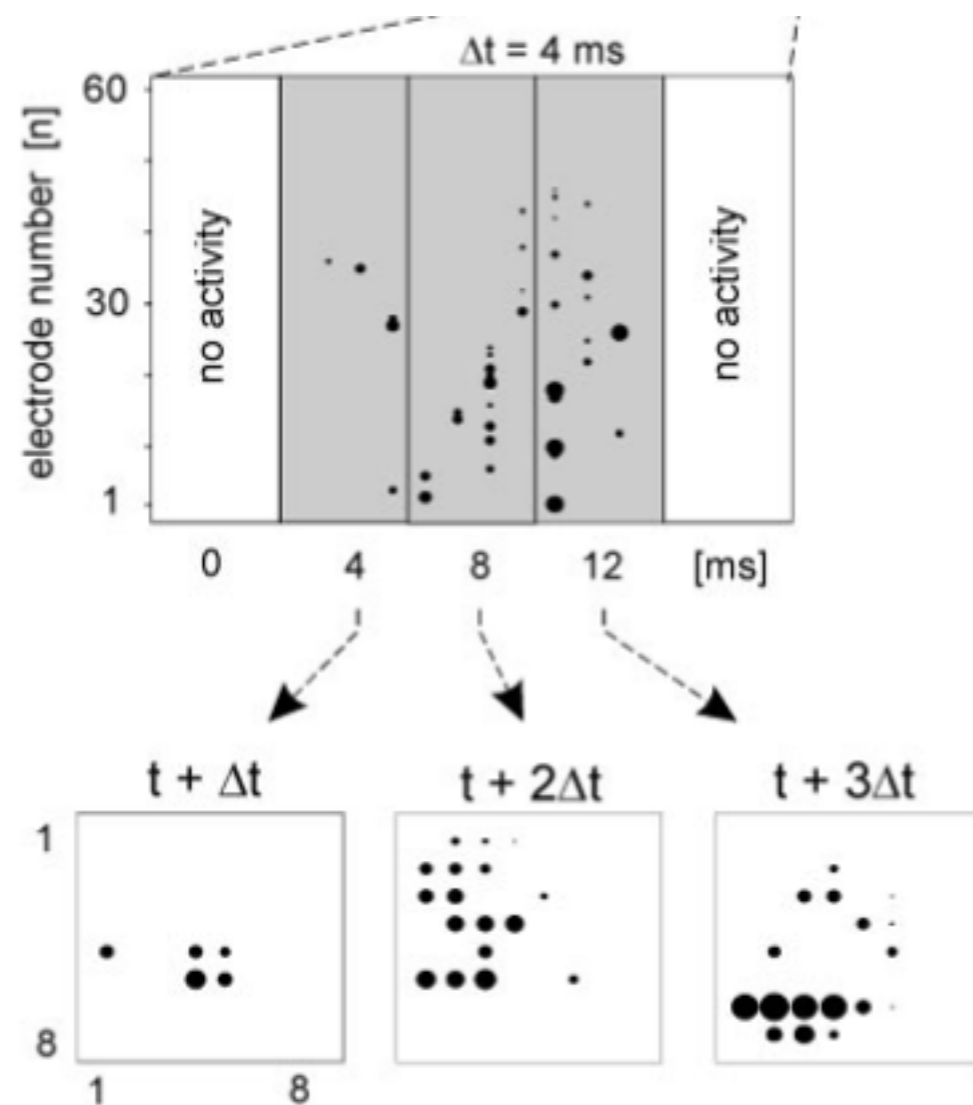 Δt = 4 ms
60
30
1
electrode number [n]
no activity
no activity
0 4 8 12 [ms]
t + Δt t + 2Δt t + 3Δt
1
8
1 8